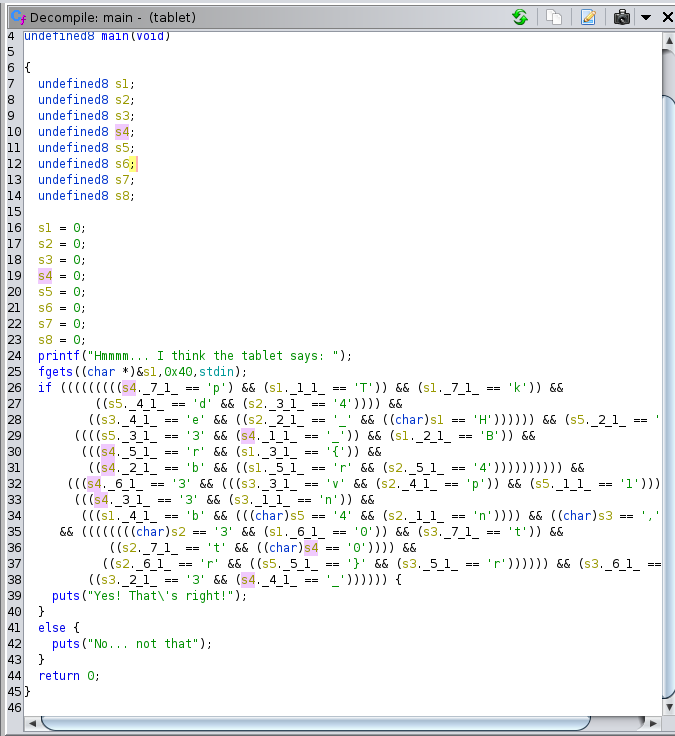 Decompile: main - (tablet)
4 undefined8 main(void)
5
6 {
7 undefined8 s1;
8 undefined8 s2;
9 undefined8 s3;
10 undefined8 s4;
11 undefined8 s5;
12 undefined8 s6;
13 undefined8 s7;
14 undefined8 s8;
15
16 s1 = 0;
17 s2 = 0;
18 s3 = 0;
19 s4 = 0;
20 s5 = 0;
21 s6 = 0;
22 s7 = 0;
23 s8 = 0;
24 printf("Hmmmm... I think the tablet says: ");
25 fgets((char *)&s1,0x40,stdin);
26 if (((((((((s4._7_1_ == 'p') && (s1._1_1_ == 'T')) && (s1._7_1_ == 'k')) &&
27 ((s5._4_1_ == 'd' && (s2._3_1_ == '4')))) &&
28 ((s3._4_1_ == 'e' && ((s2._2_1_ == '_' && ((char)s1 == 'H')))))) && (s5._2_1_ == '
29 ((((s5._3_1_ == '3' && (s4._1_1_ == '_')) && (s1._2_1_ == 'B')) &&
30 (((s4._5_1_ == 'r' && (s1._3_1_ == '{')) &&
31 ((s4._2_1_ == 'b' && ((s1._5_1_ == 'r' && (s2._5_1_ == '4')))))))))) &&
32 (((s4._6_1_ == '3' && (((s3._3_1_ == 'v' && (s2._4_1_ == 'p')) && (s5._1_1_ == '1'))))
33 (((s4._3_1_ == '3' && (s3._1_1_ == 'n')) &&
34 (((s1._4_1_ == 'b' && (((char)s5 == '4' && (s2._1_1_ == 'n')))) && ((char)s3 == ','
35 && ((((((((char)s2 == '3' && (s1._6_1_ == '0')) && (s3._7_1_ == 't')) &&
36 ((s2._7_1_ == 't' && ((char)s4 == '0')))) &&
37 ((s2._6_1_ == 'r' && ((s5._5_1_ == '}' && (s3._5_1_ == 'r')))))) && (s3._6_1_ ==
38 ((s3._2_1_ == '3' && (s4._4_1_ == '_')))))) {
39 puts("Yes! That\'s right!");
40 }
41 else {
42 puts("No... not that");
43 }
44 return 0;
45 }
46